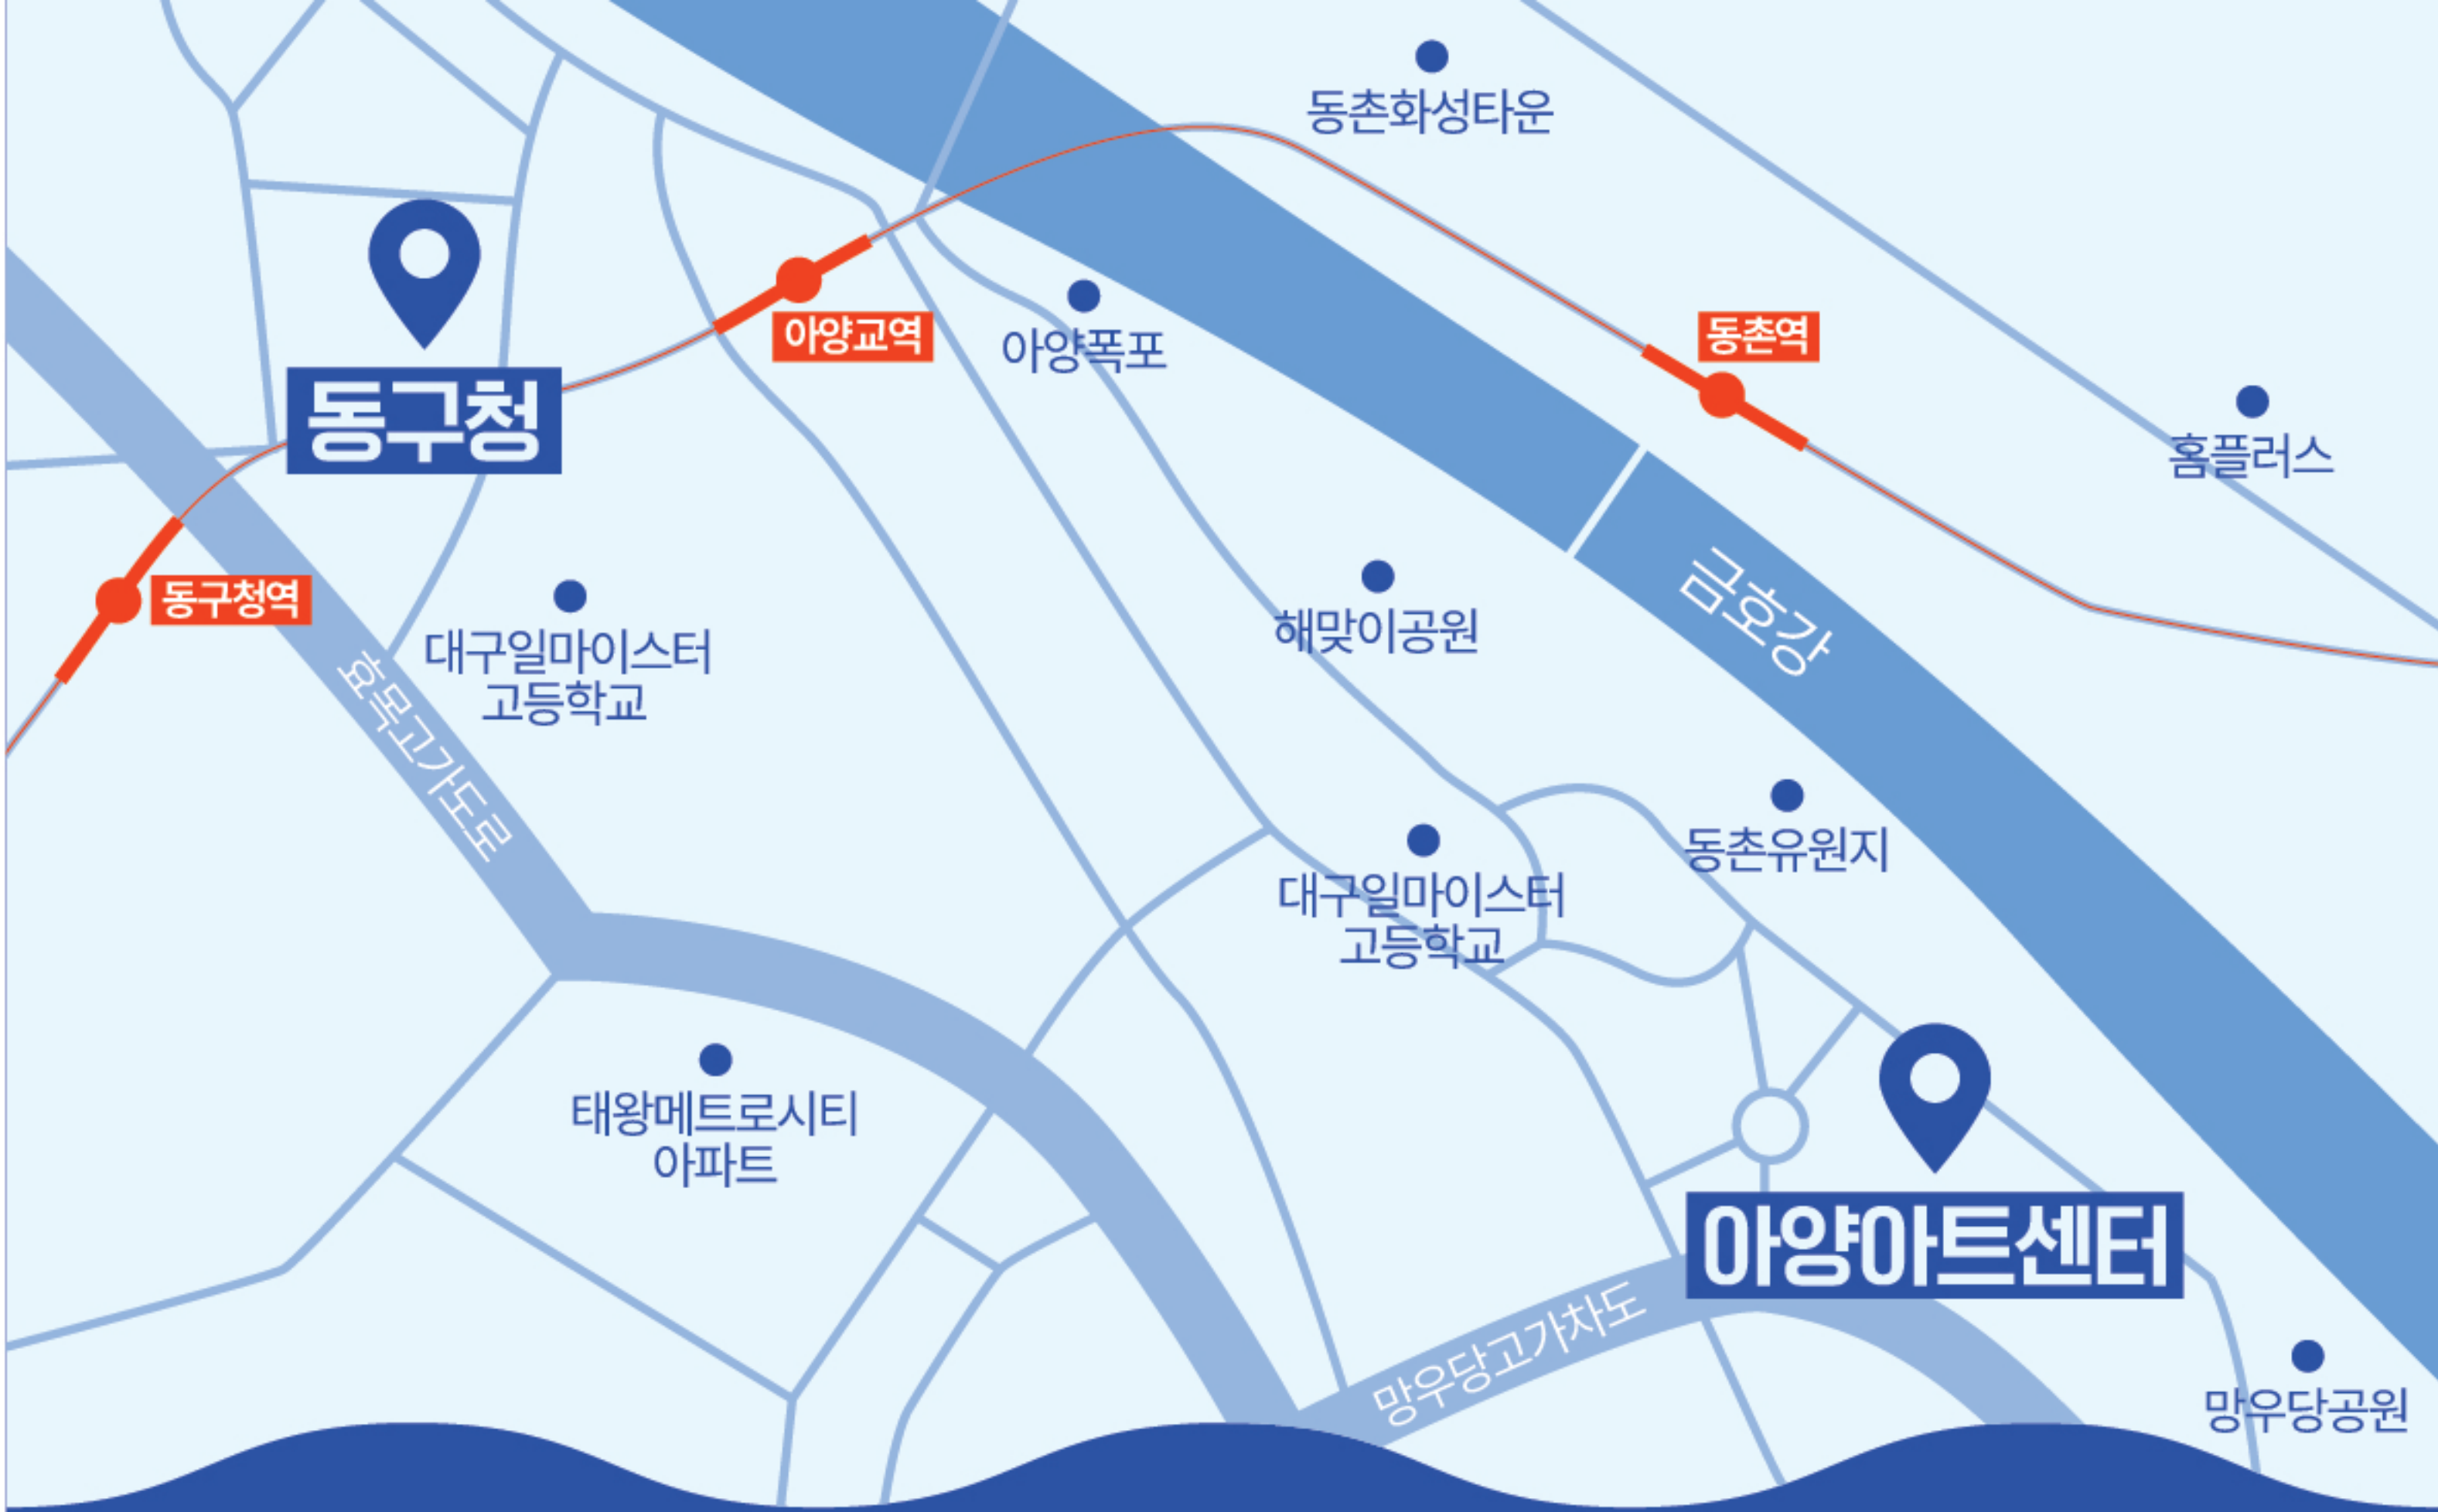 동촌화성타운
아양교역
아양폭포
동촌역
동구청
홈플러스
동구청역
해맞이공원
금호강
대구일마이스터
고등학교
효목고가도로
동촌유원지
대구일마이스터
고등학교
태왕메트로시티
아파트
아양아트센터
망우당고가차도
망우당공원